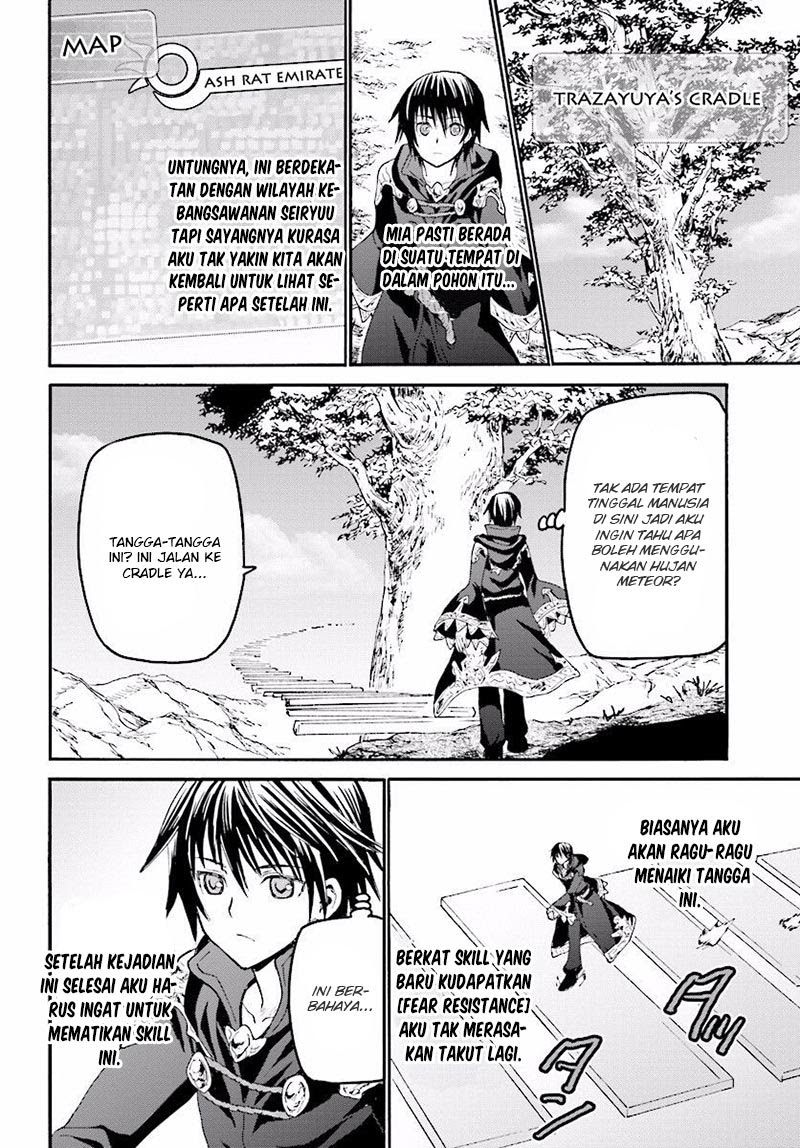 TRAZAYUYA'S CRADLE
MIA PASTI BERADA
DI SUATU TEMPAT DI
DALAM POHON ITU...
MAP
ASH RAT EMIRATE
UNTUNGNYA, INI BERDEKA-
TAN DENGAN WILAYAH KE-
BANGSAWANAN SEIRYUU
TAPI SAYANGNYA KURASA
AKU TAK YAKIN KITA AKAN
KEMBALI UNTUK LIHAT SE-
PERTI APA SETELAH INI.
TAK ADA TEMPAT
TINGGAL MANUSIA
DI SINI JADI AKU
INGIN TAHU APA
BOLEH MENGGU-
NAKAN HUJAN
METEOR?
TANGGA-TANGGA
INI? INI JALAN KE
CRADLE YA...
BIASANYA AKU
AKAN RAGU-RAGU
MENAIKI TANGGA
INI.
BERKAT SKILL YANG
BARU KUDAPATKAN
[FEAR RESISTANCE]
AKU TAK MERASA-
KAN TAKUT LAGI.
INI BER-
BAHAYA...
SETELAH KEJADIAN
INI SELESAI AKU HA-
RUS INGAT UNTUK
MEMATIKAN SKILL
INI.